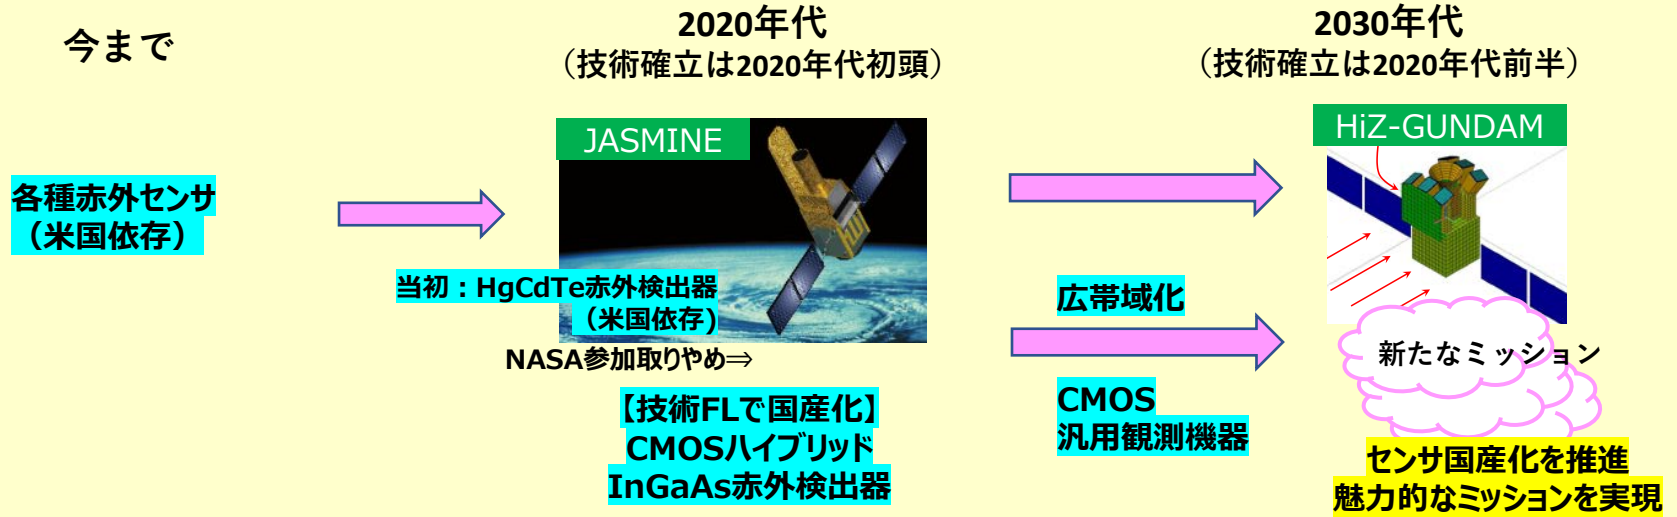 今まで
各種赤外センサ
（米国依存）
2020年代
（技術確立は2020年代初頭）
JASMINE
当初：HgCdTe赤外検出器
（米国依存)
NASA参加取りやめ⇒
【技術FLで国産化】
CMOSハイブリッド
InGaAs赤外検出器
広帯域化
CMOS
汎用観測機器
2030年代
（技術確立は2020年代前半）
HiZ-GUNDAM
新たなミッション
センサ国産化を推進
魅力的なミッションを実現